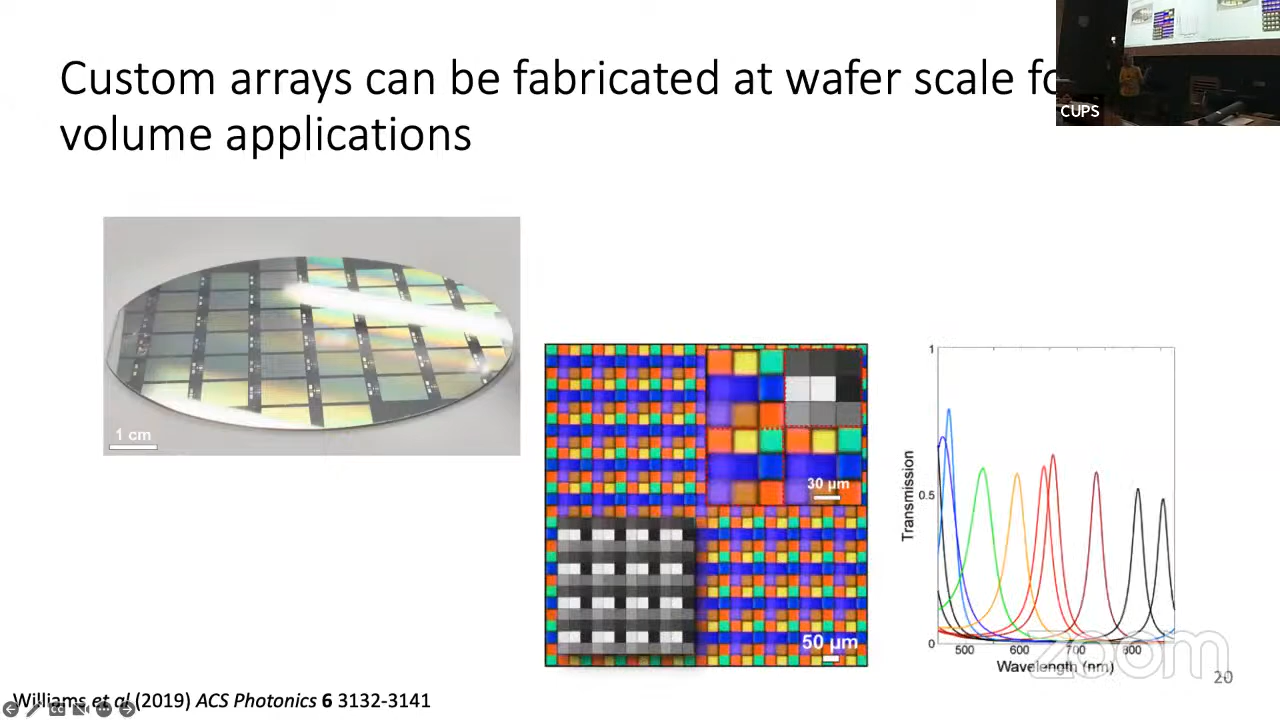 Custom arrays can be fabricated at wafer scale
volume applications
CUPS
1 cm
30 µm
50 µm
Transmission
1
0.5
0
500 600 700 800
Wavelength (nm)
zoom
20
Williams et al (2019) ACS Photonics 6 3132-3141